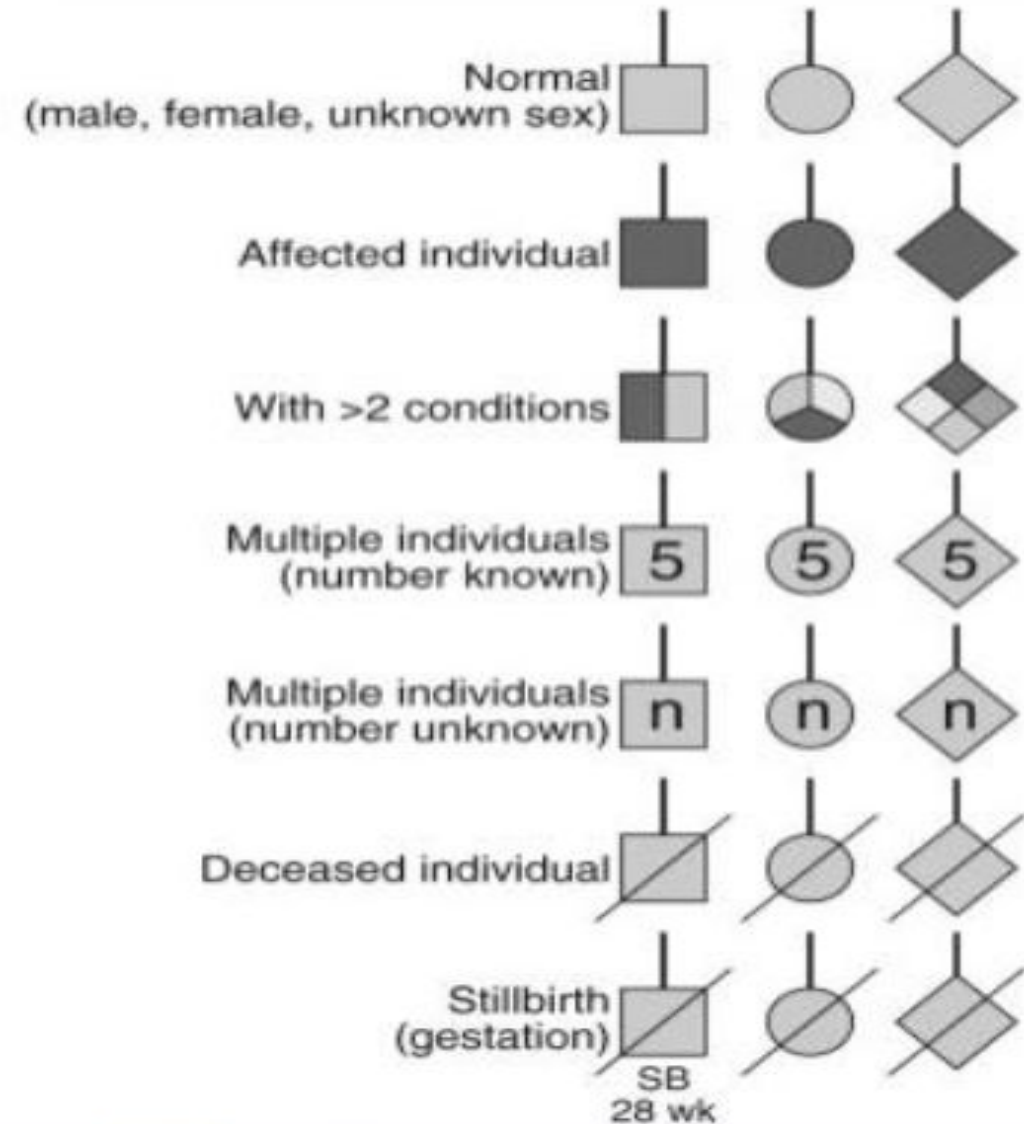 Normal
(male, female, unknown sex)
Affected individual
With >2 conditions
Multiple individuals
(number known)
5 5 5
Multiple individuals
(number unknown)
n n n
Deceased individual
Stillbirth
(gestation)
SB
28 wk